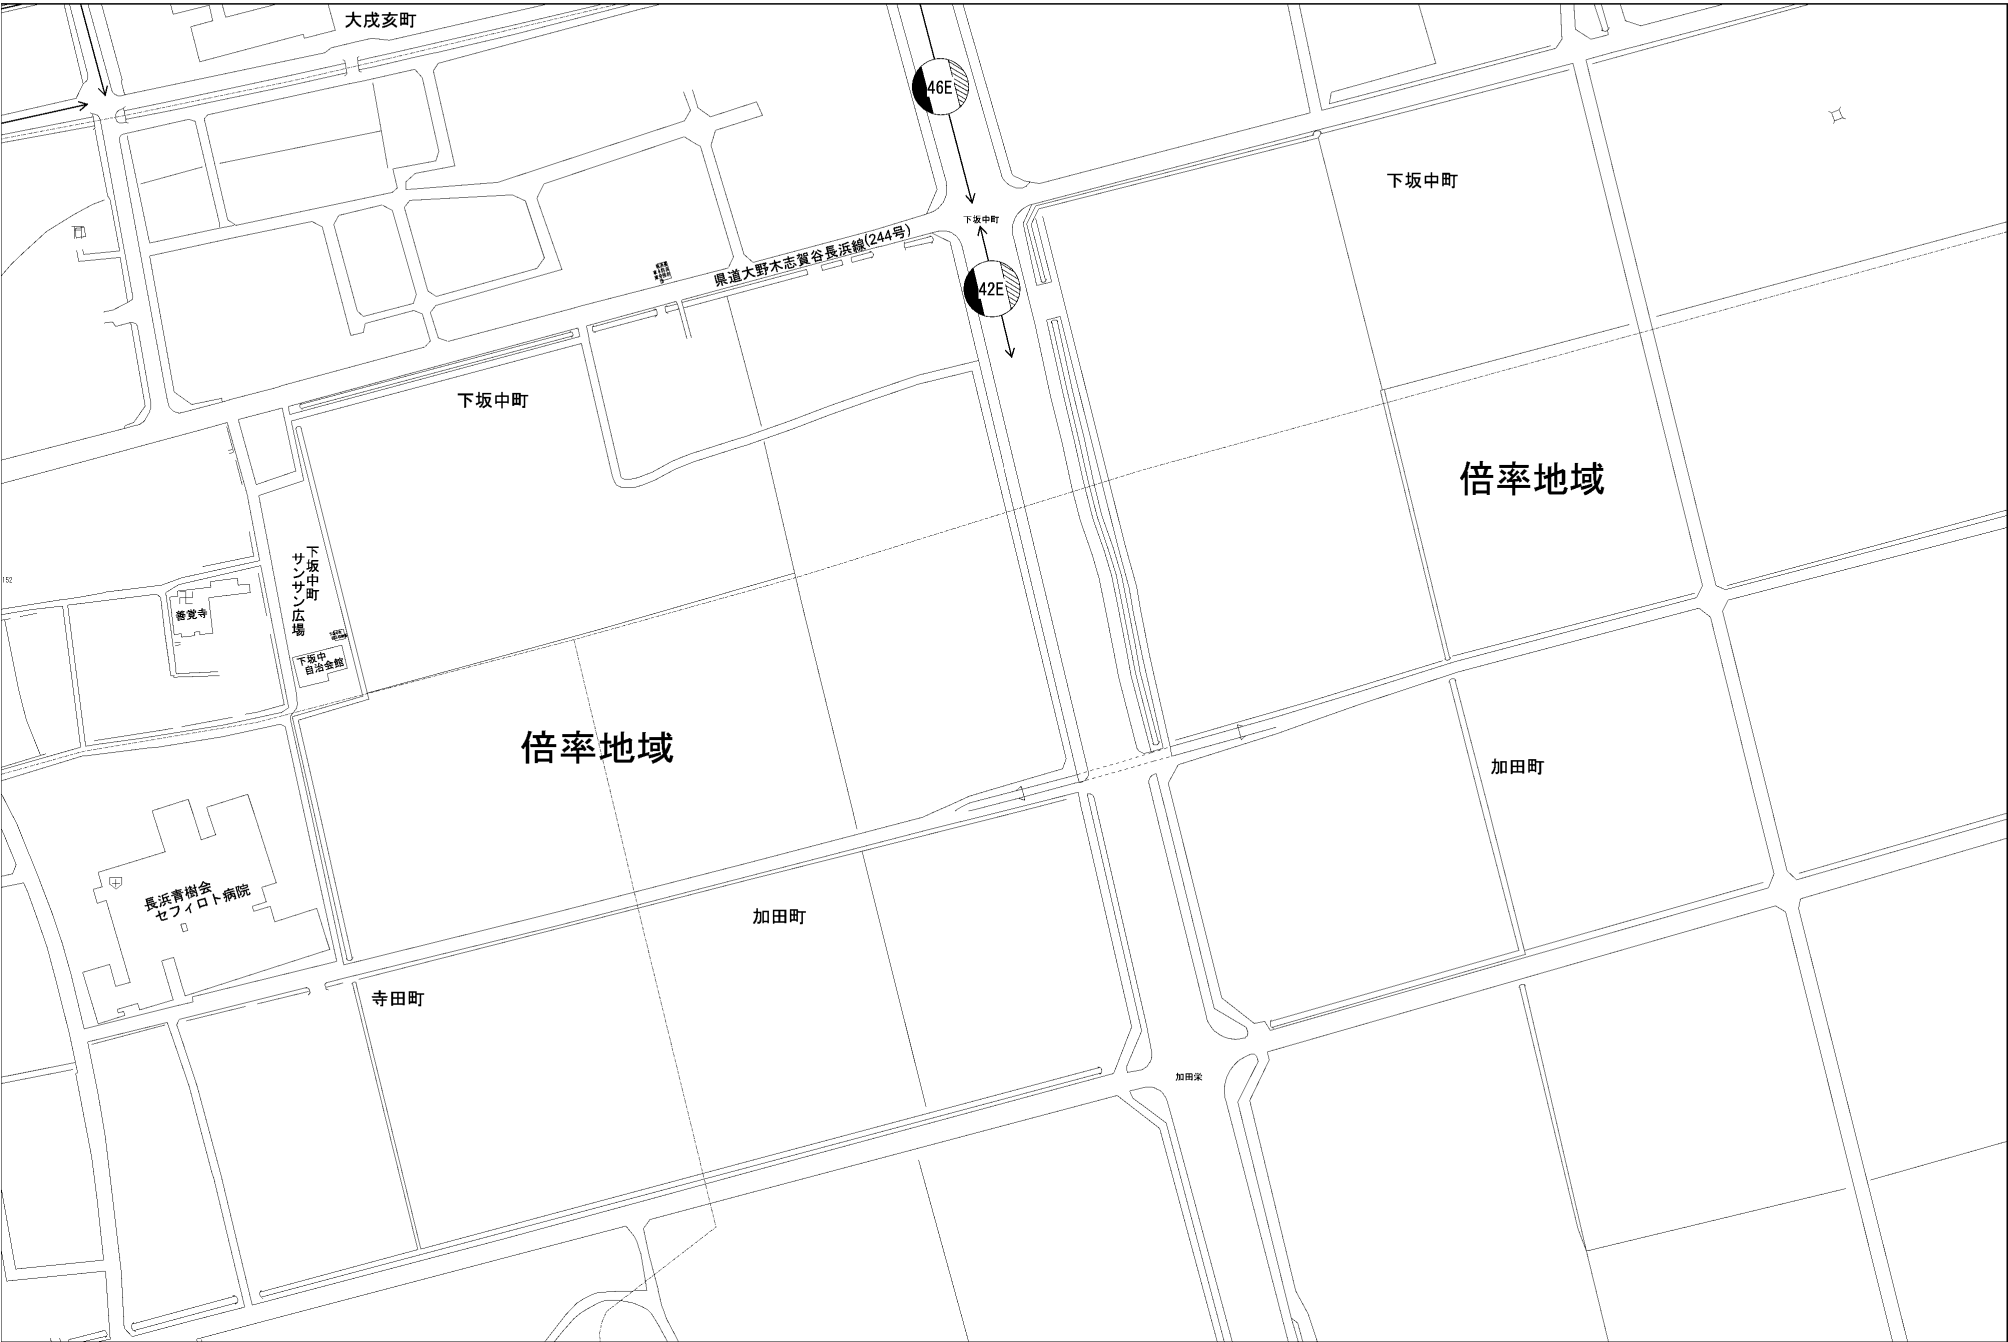 大戌亥町
46E
下坂中町
下坂中町
県道大野木志賀谷長浜線(244号)
42E
下坂中町
倍率地域
下坂中町
サンサン広場
152
善覚寺
下坂中
自治会館
倍率地域
加田町
長浜青樹会
セフィロト病院
加田町
寺田町
加田栄